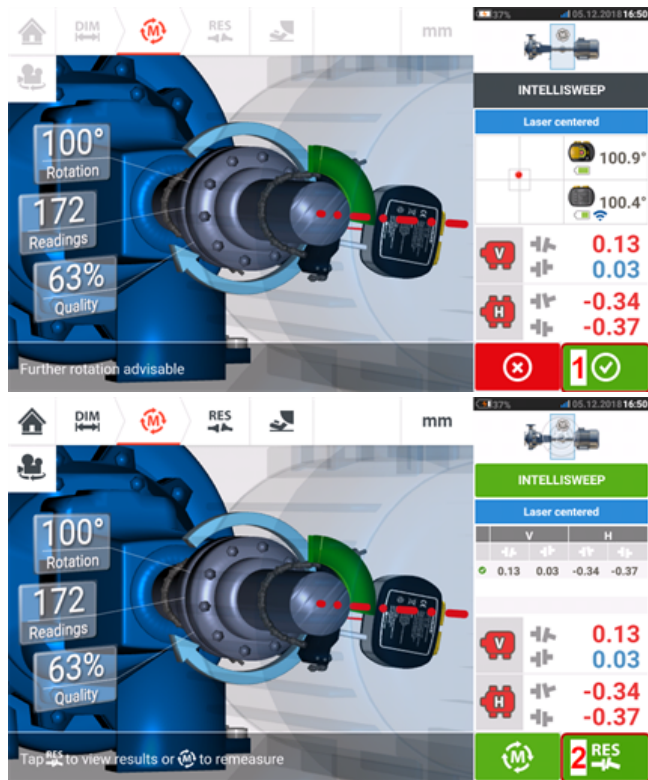 37% 05.12.2018 16:50
DIM M RES mm
INTELLISWEEP
Laser centered
100°
Rotation
100.9°
172
Readings
100.4°
63%
Quality
V 0.13
0.03
H -0.34
-0.37
Further rotation advisable
1
37% 05.12.2018 16:50
DIM M RES mm
INTELLISWEEP
Laser centered
V H
0.13 0.03 -0.34 -0.37
100°
Rotation
172
Readings
63%
Quality
V 0.13
0.03
H -0.34
-0.37
Tap RES to view results or M to remeasure
M 2 RES